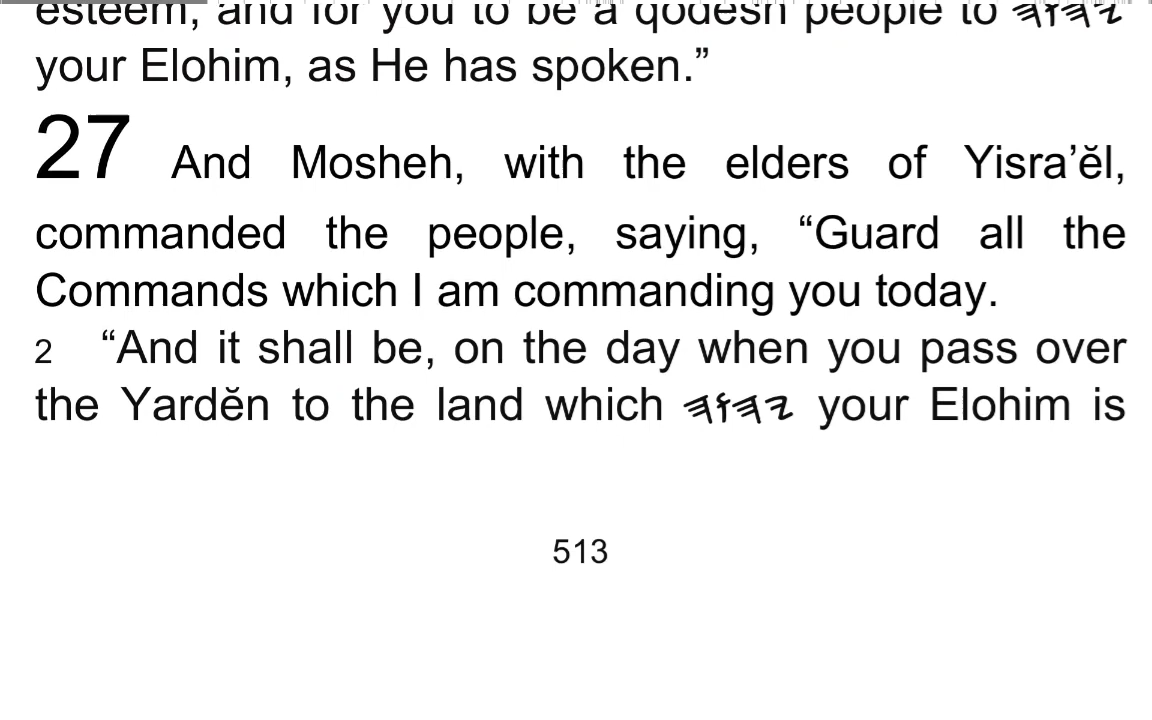 esteem, and for you to be a qodesh people to 𐤉𐤄𐤅𐤄
your Elohim, as He has spoken.”
27 And Mosheh, with the elders of Yisra’ĕl,
commanded the people, saying, “Guard all the
Commands which I am commanding you today.
2 “And it shall be, on the day when you pass over
the Yardĕn to the land which 𐤉𐤄𐤅𐤄 your Elohim is
513